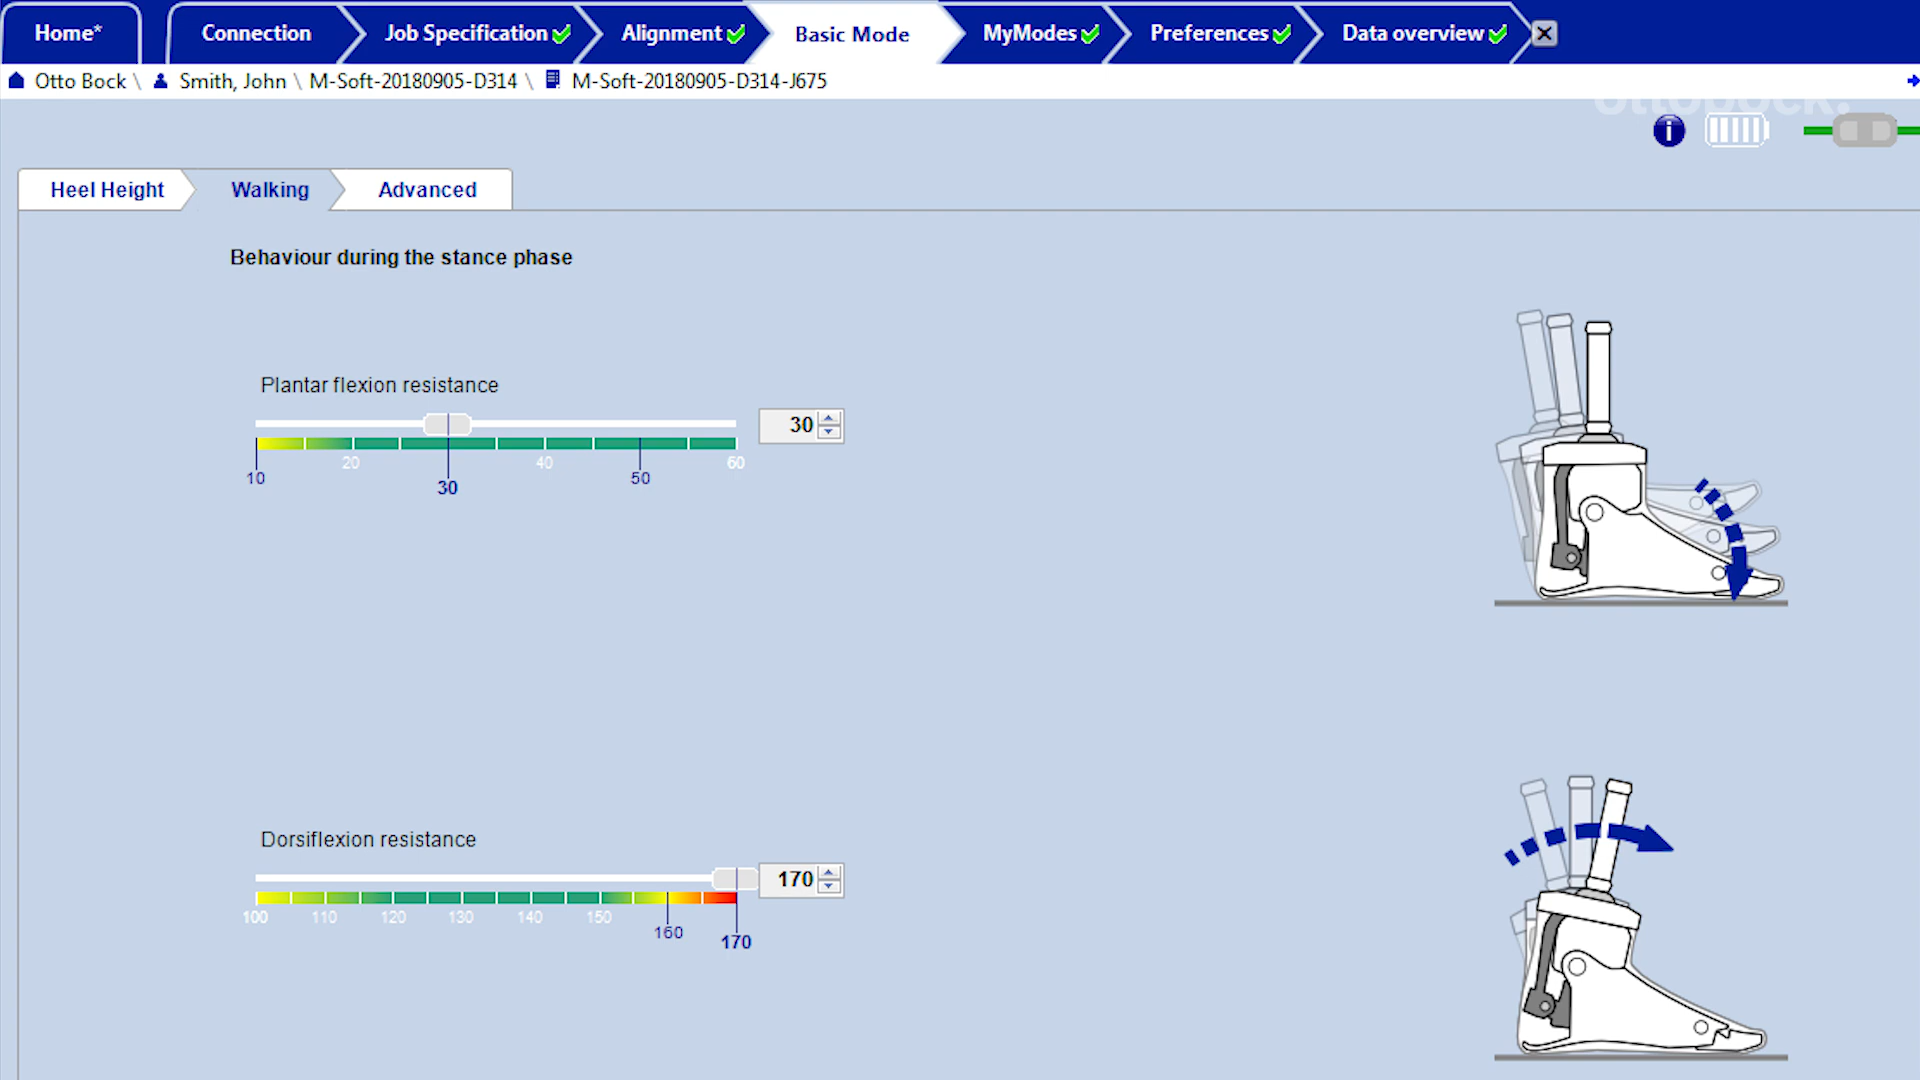 Home* Connection Job Specification Alignment Basic Mode MyModes Preferences Data overview
Otto Bock \ Smith, John \ M-Soft-20180905-D314 \ M-Soft-20180905-D314-J675
ottobock.
Heel Height Walking Advanced
Behaviour during the stance phase
Plantar flexion resistance
30
10 20 30 40 50 60
Dorsiflexion resistance
170
100 110 120 130 140 150 160 170